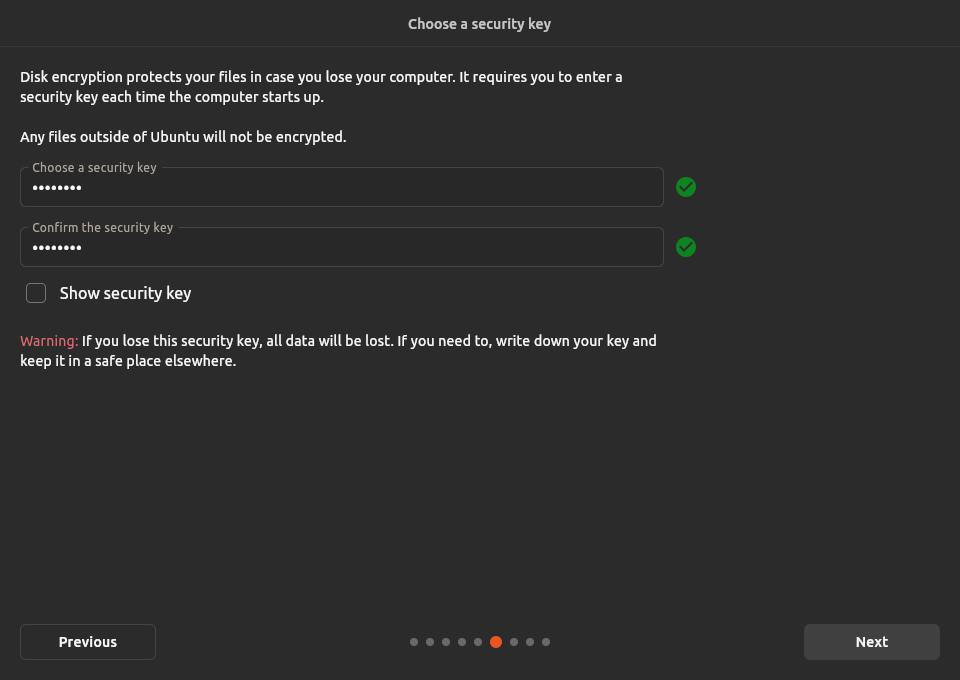 Choose a security key
Disk encryption protects your files in case you lose your computer. It requires you to enter a
security key each time the computer starts up.
Any files outside of Ubuntu will not be encrypted.
Choose a security key
••••••••
Confirm the security key
••••••••
Show security key
Warning: If you lose this security key, all data will be lost. If you need to, write down your key and
keep it in a safe place elsewhere.
Previous
Next